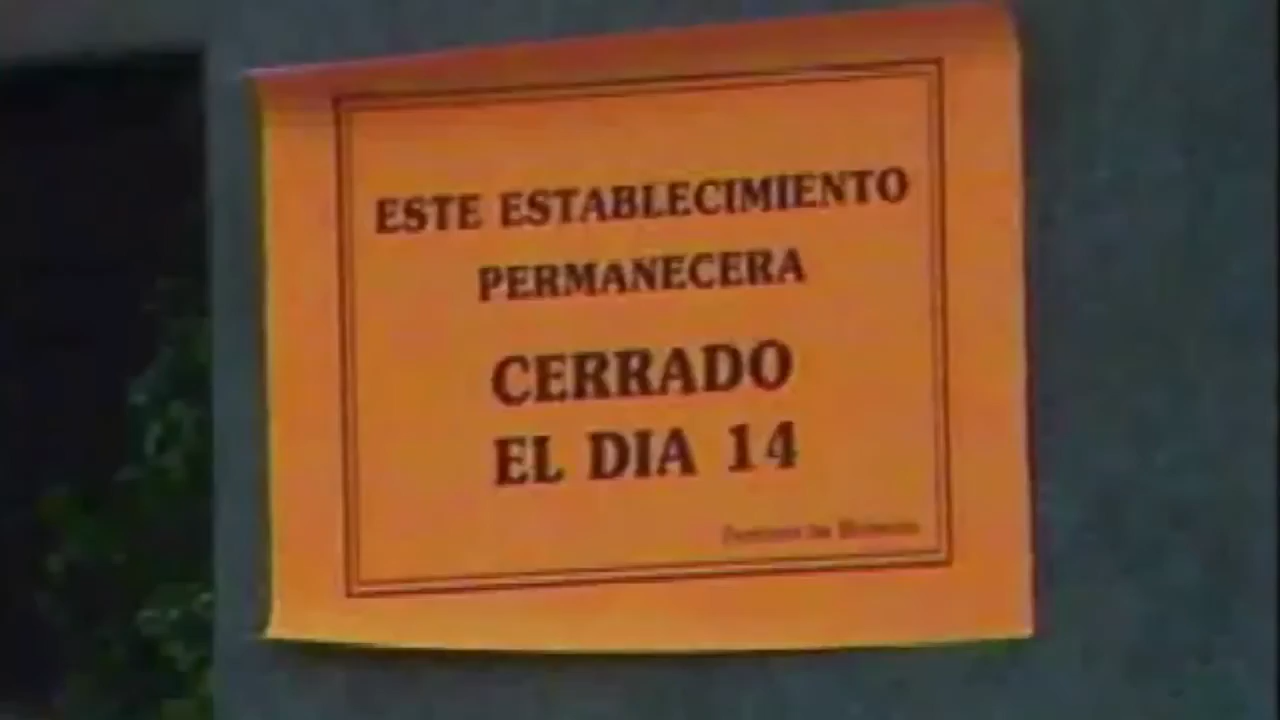 ESTE ESTABLECIMIENTO
PERMANECERA
CERRADO
EL DIA 14